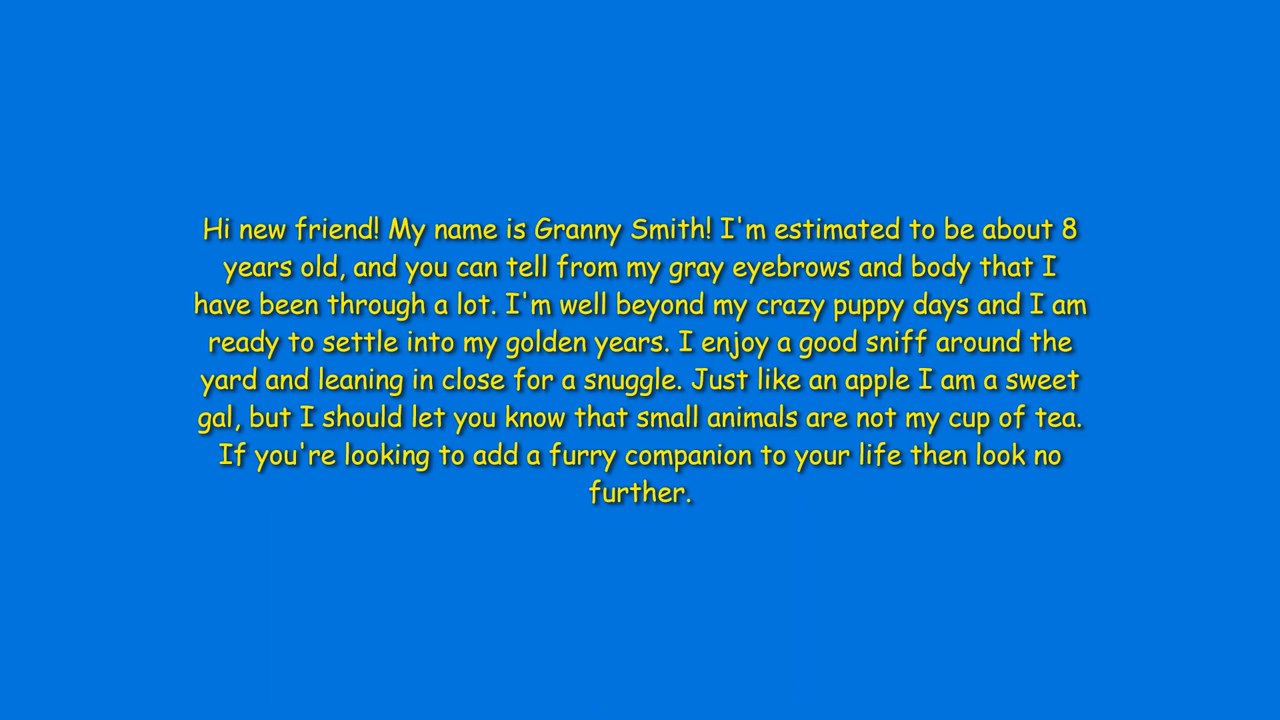 Hi new friend! My name is Granny Smith! I'm estimated to be about 8
years old, and you can tell from my gray eyebrows and body that I
have been through a lot. I'm well beyond my crazy puppy days and I am
ready to settle into my golden years. I enjoy a good sniff around the
yard and leaning in close for a snuggle. Just like an apple I am a sweet
gal, but I should let you know that small animals are not my cup of tea.
If you're looking to add a furry companion to your life then look no
further.